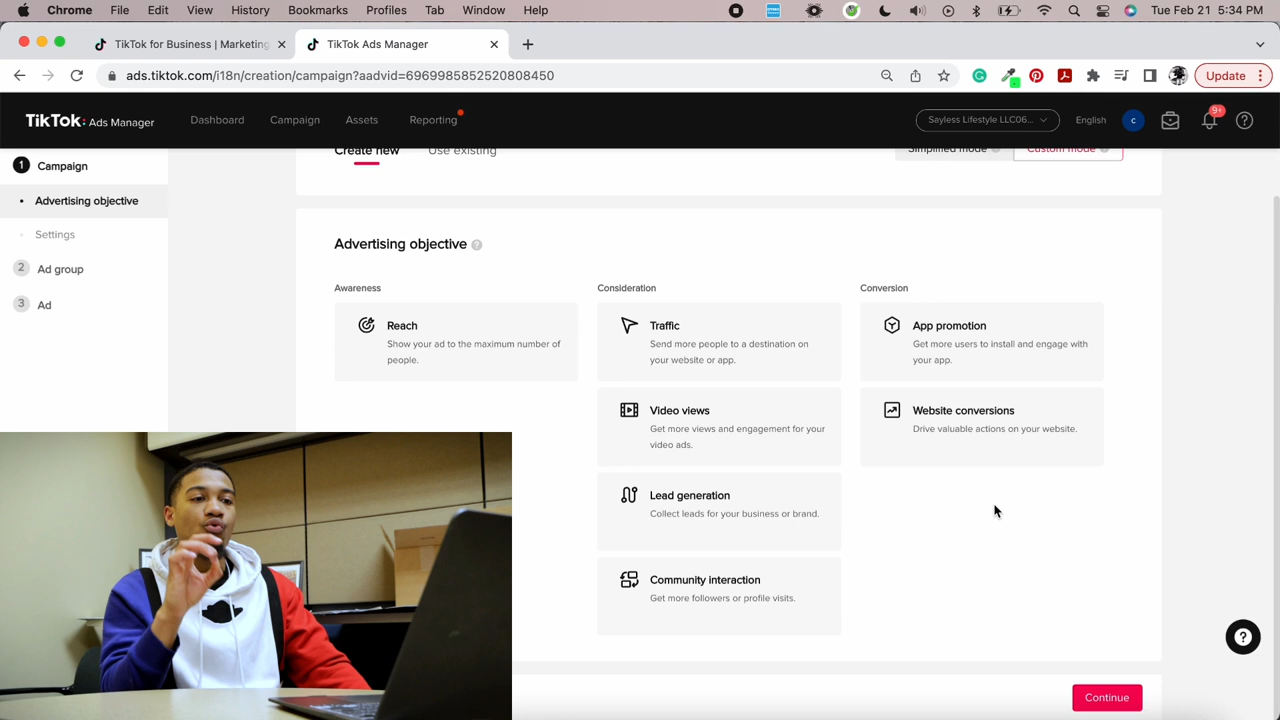 Chrome File Edit View History Bookmarks Profiles Tab Window Help Tue Feb 21 5:34 PM
TikTok for Business | Marketing
TikTok Ads Manager
ads.tiktok.com/i18n/creation/campaign?aadvid=6969985852520808450
Update
TikTok: Ads Manager
Dashboard
Campaign
Assets
Reporting
Sayless Lifestyle LLC06...
English
c
9+
1 Campaign
Create new
Use existing
Simplified mode
Custom mode
Advertising objective
Settings
2 Ad group
3 Ad
Advertising objective
Awareness
Reach
Show your ad to the maximum number of
people.
Consideration
Traffic
Send more people to a destination on
your website or app.
Video views
Get more views and engagement for your
video ads.
Lead generation
Collect leads for your business or brand.
Community interaction
Get more followers or profile visits.
Conversion
App promotion
Get more users to install and engage with
your app.
Website conversions
Drive valuable actions on your website.
Continue